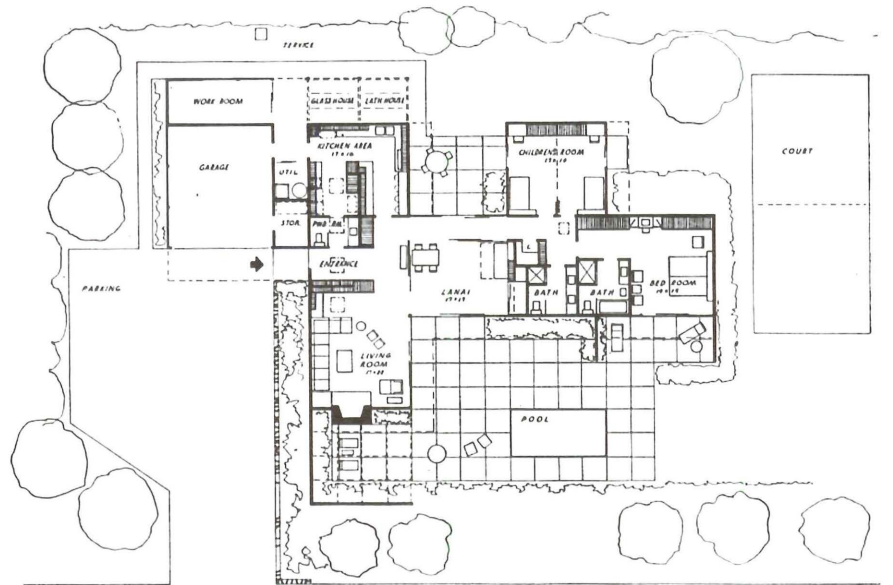 SERVICE
WORK ROOM
GLASS HOUSE
LATH HOUSE
KITCHEN AREA
GARAGE
UTIL
CHILDREN'S ROOM
COURT
STOR.
ENTRANCE
PARKING
L
LANAI
BATH
BATH
BED ROOM
LIVING
ROOM
POOL